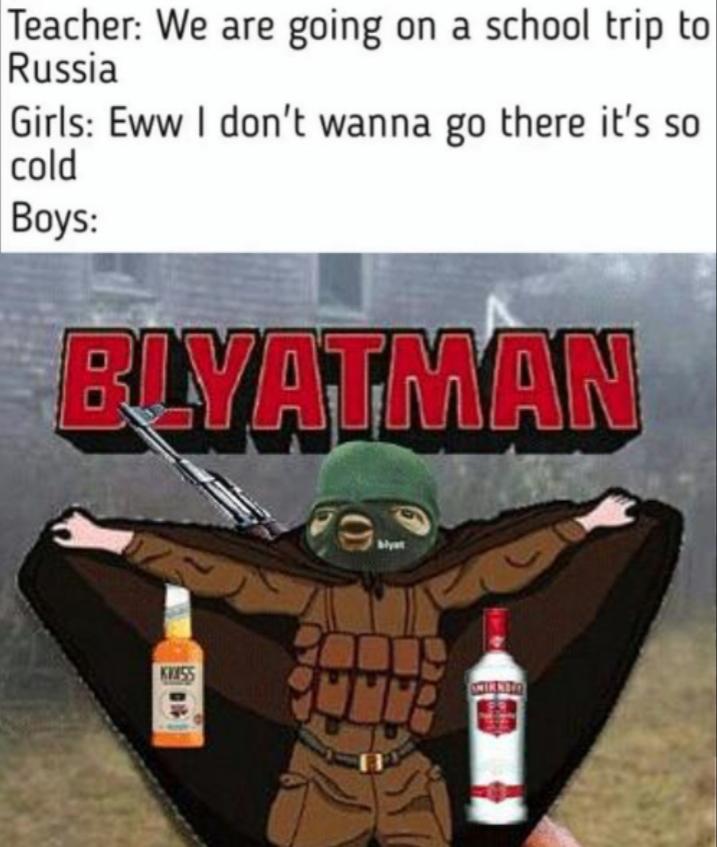 Teacher: We are going on a school trip to
Russia
Girls: Eww I don't wanna go there it's so
cold
Boys:
BLYATMAN
blyat
SMIRNOFF